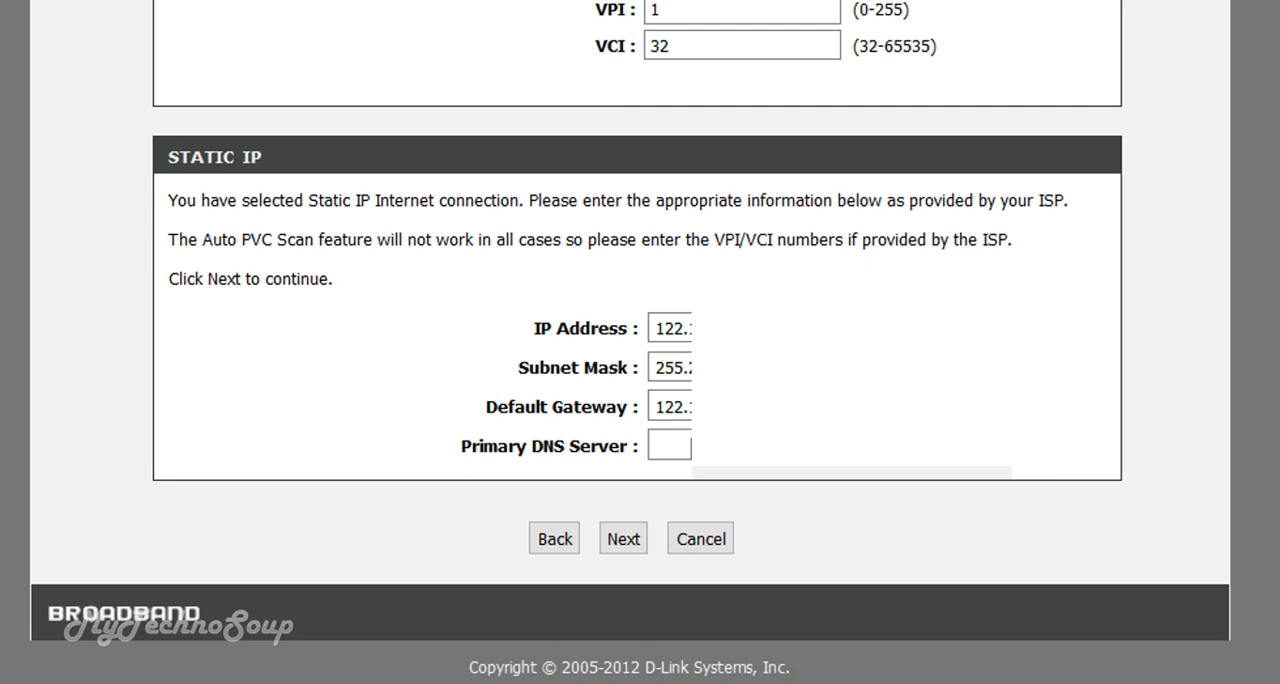 VPI : 1 (0-255)
VCI : 32 (32-65535)
STATIC IP
You have selected Static IP Internet connection. Please enter the appropriate information below as provided by your ISP.
The Auto PVC Scan feature will not work in all cases so please enter the VPI/VCI numbers if provided by the ISP.
Click Next to continue.
IP Address : 122.
Subnet Mask : 255.
Default Gateway : 122.
Primary DNS Server :
Back Next Cancel
BROADBAND
MyTechnoSoup
Copyright © 2005-2012 D-Link Systems, Inc.